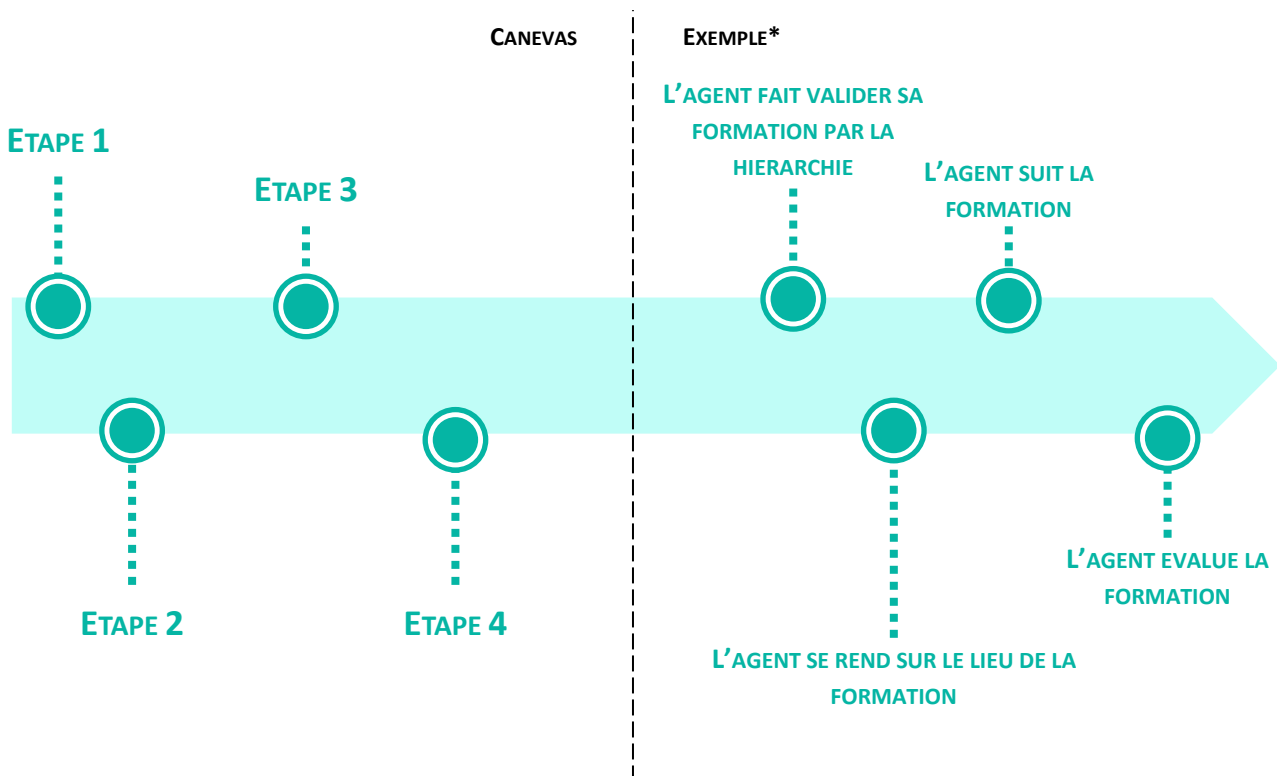 CANEVAS
EXEMPLE*
ETAPE 1
ETAPE 3
ETAPE 2
ETAPE 4
L'AGENT FAIT VALIDER SA
FORMATION PAR LA
HIERARCHIE
L'AGENT SUIT LA
FORMATION
L'AGENT SE REND SUR LE LIEU DE LA
FORMATION
L'AGENT EVALUE LA
FORMATION